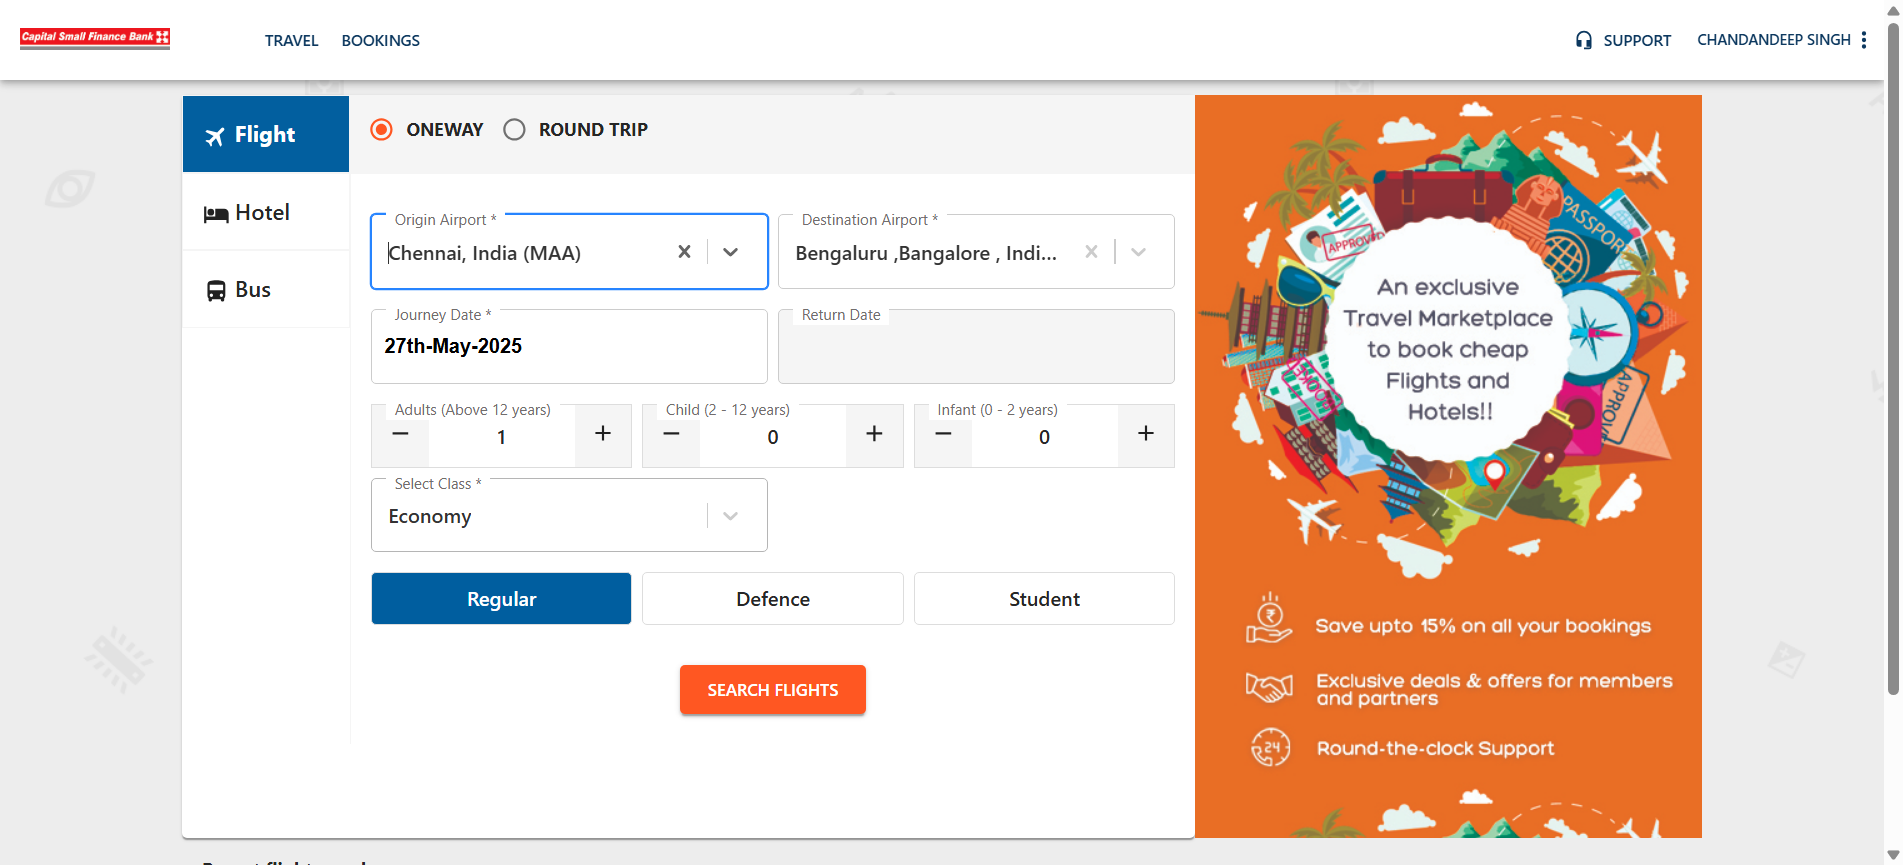 Capital Small Finance Bank
TRAVEL
BOOKINGS
SUPPORT
CHANDANDEEP SINGH
Flight
Hotel
Bus
ONEWAY
ROUND TRIP
Origin Airport *
Chennai, India (MAA)
Destination Airport *
Bengaluru ,Bangalore , Indi...
Journey Date *
27th-May-2025
Return Date
Adults (Above 12 years)
1
Child (2 - 12 years)
0
Infant (0 - 2 years)
0
Select Class *
Economy
Regular
Defence
Student
SEARCH FLIGHTS
PASSPORT
APPROVED
An exclusive
Travel Marketplace
to book cheap
Flights and
Hotels!!
Save upto 15% on all your bookings
Exclusive deals & offers for members
and partners
24
Round-the-clock Support